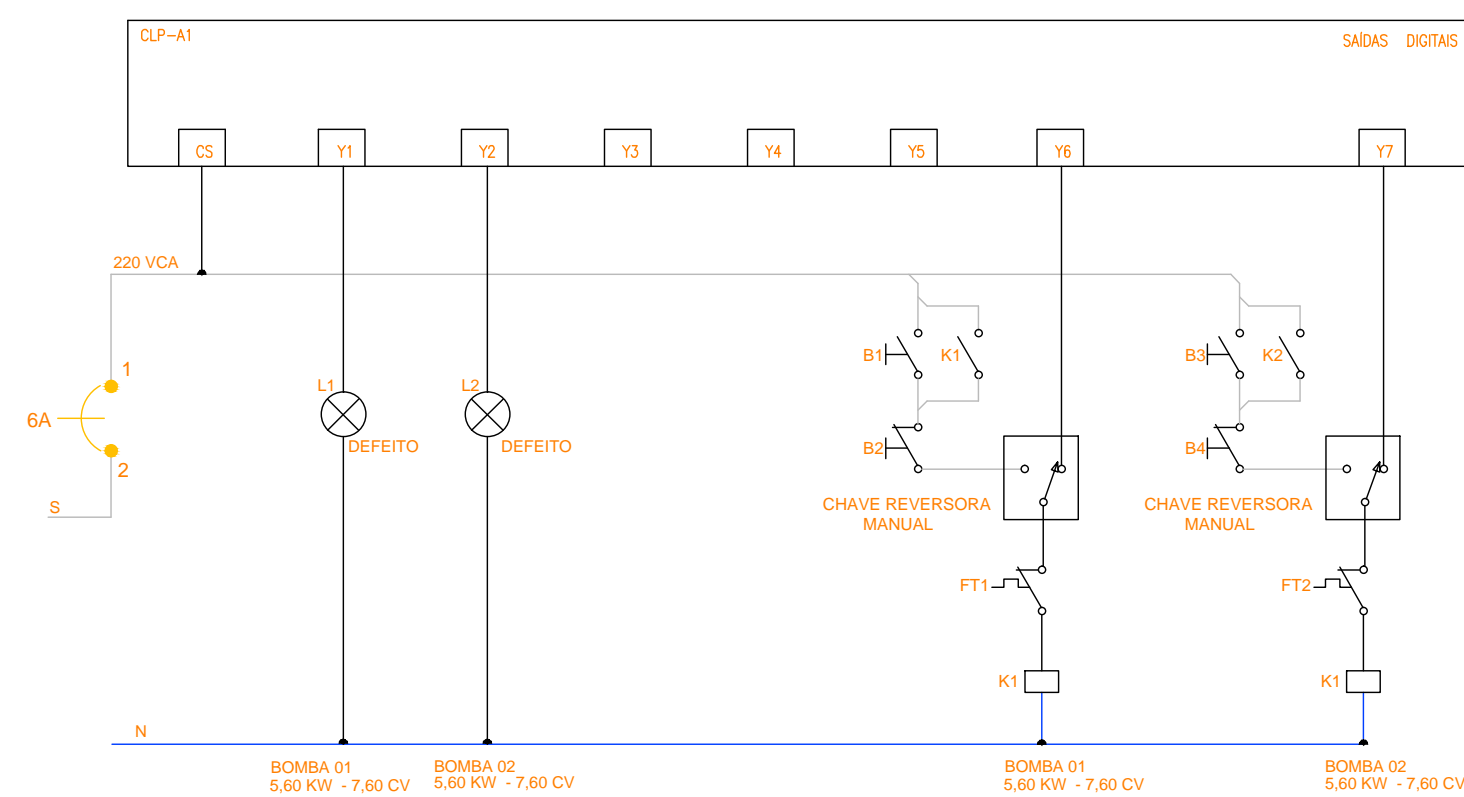 CLP-A1
SAÍDAS DIGITAIS
CS
Y1
Y2
Y3
Y4
Y5
Y6
Y7
220 VCA
1
6A
2
S
L1
DEFEITO
L2
DEFEITO
B1
K1
B2
CHAVE REVERSORA
MANUAL
FT1
K1
B3
K2
B4
CHAVE REVERSORA
MANUAL
FT2
K1
N
BOMBA 01
5,60 KW - 7,60 CV
BOMBA 02
5,60 KW - 7,60 CV
BOMBA 01
5,60 KW - 7,60 CV
BOMBA 02
5,60 KW - 7,60 CV